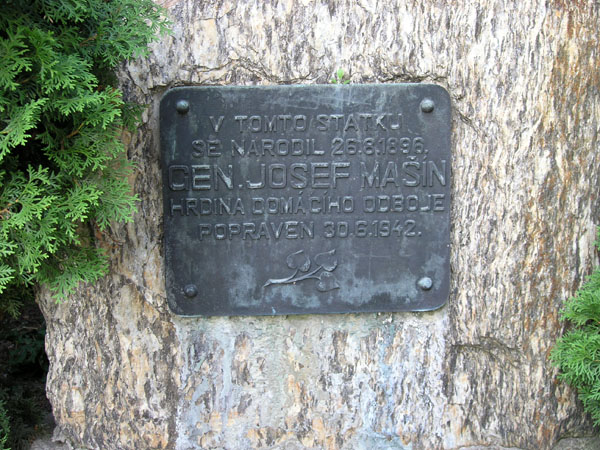 V TOMTO STATKU
SE NARODIL 26.8.1896.
GEN. JOSEF MAŠÍN
HRDINA DOMÁCÍHO ODBOJE
POPRAVEN 30.6.1942.